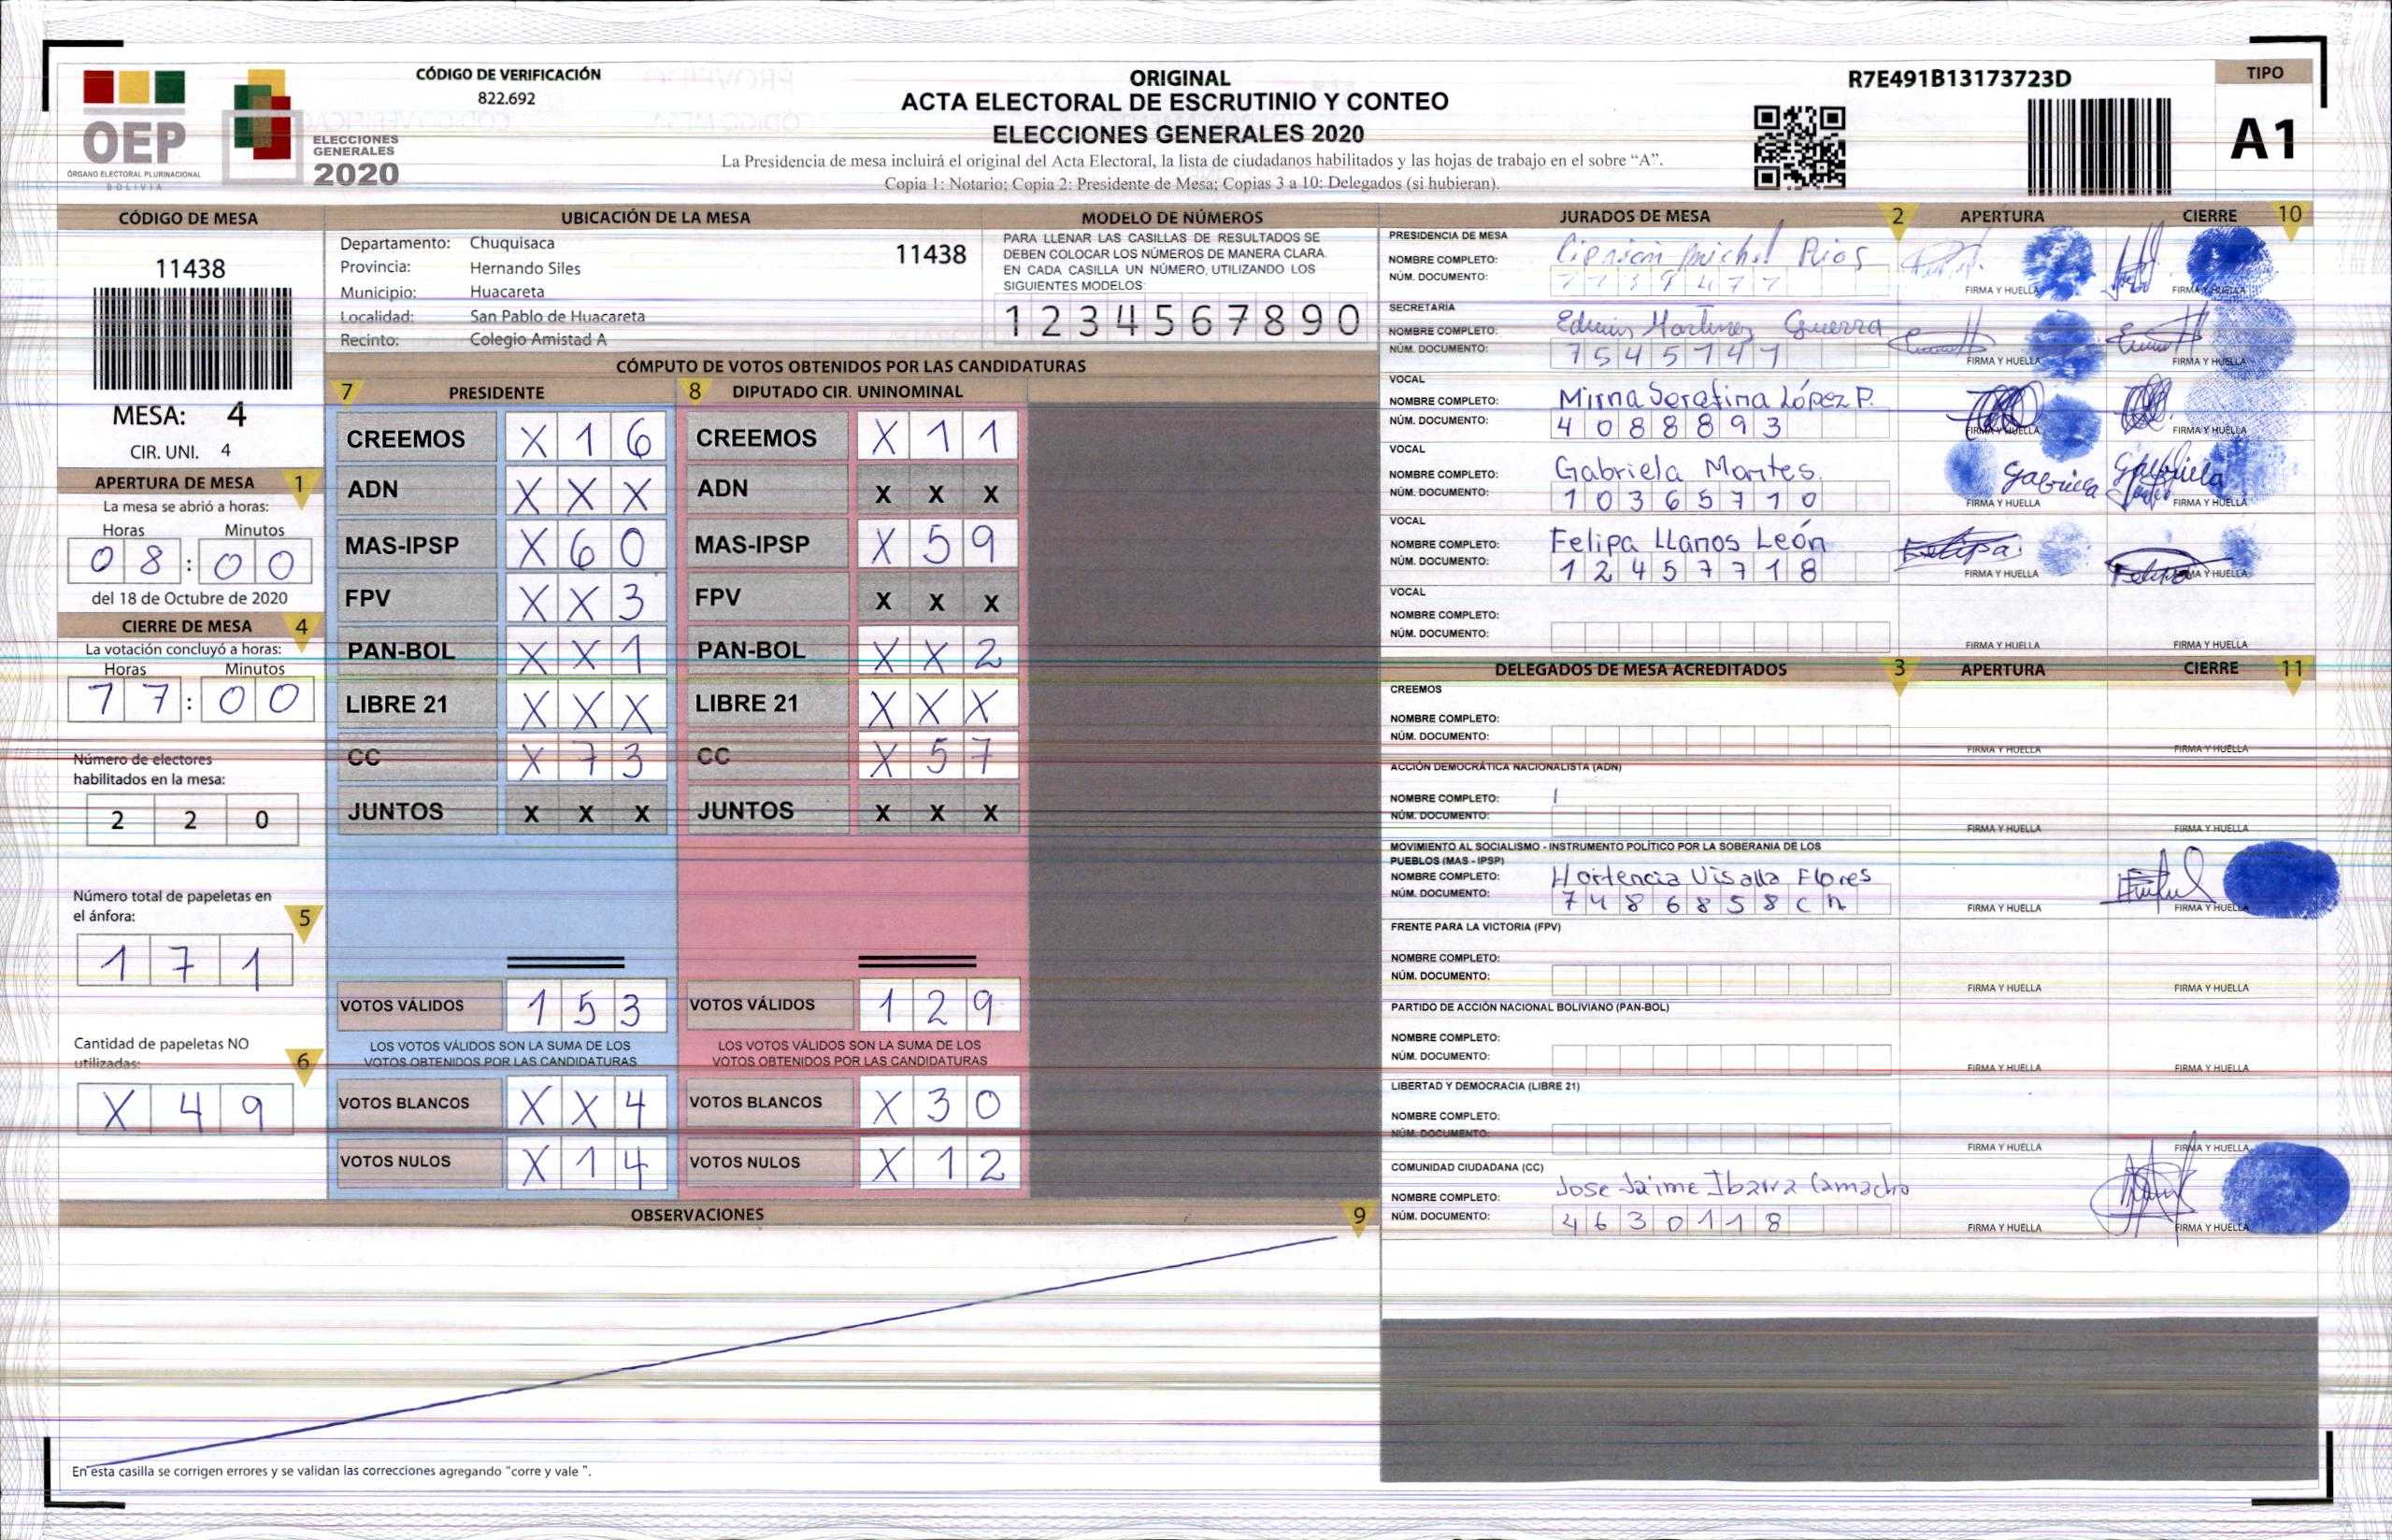 CÓDIGO DE VERIFICACIÓN
822.692
OEP
ÓRGANO ELECTORAL PLURINACIONAL
BOLIVIA
ELECCIONES
GENERALES
2020
ORIGINAL
ACTA ELECTORAL DE ESCRUTINIO Y CONTEO
ELECCIONES GENERALES 2020
La Presidencia de mesa incluirá el original del Acta Electoral, la lista de ciudadanos habilitados y las hojas de trabajo en el sobre “A”.
Copia 1: Notario; Copia 2: Presidente de Mesa; Copias 3 a 10: Delegados (si hubieran).
R7E491B13173723D
TIPO
A1
CÓDIGO DE MESA
11438
MESA: 4
CIR. UNI. 4
APERTURA DE MESA 1
La mesa se abrió a horas:
Horas Minutos
08:00
del 18 de Octubre de 2020
CIERRE DE MESA 4
La votación concluyó a horas:
Horas Minutos
17:00
Número de electores
habilitados en la mesa:
2 2 0
Número total de papeletas en
el ánfora: 5
1 7 1
Cantidad de papeletas NO
utilizadas: 6
X 4 9
UBICACIÓN DE LA MESA
Departamento: Chuquisaca 11438
Provincia: Hernando Siles
Municipio: Huacareta
Localidad: San Pablo de Huacareta
Recinto: Colegio Amistad A
MODELO DE NÚMEROS
PARA LLENAR LAS CASILLAS DE RESULTADOS SE
DEBEN COLOCAR LOS NÚMEROS DE MANERA CLARA.
EN CADA CASILLA UN NÚMERO, UTILIZANDO LOS
SIGUIENTES MODELOS:
1 2 3 4 5 6 7 8 9 0
CÓMPUTO DE VOTOS OBTENIDOS POR LAS CANDIDATURAS
7 PRESIDENTE
CREEMOS X 1 6
ADN X X X
MAS-IPSP X 6 0
FPV X X 3
PAN-BOL X X 1
LIBRE 21 X X X
CC X 7 3
JUNTOS X X X
VOTOS VÁLIDOS 1 5 3
LOS VOTOS VÁLIDOS SON LA SUMA DE LOS
VOTOS OBTENIDOS POR LAS CANDIDATURAS
VOTOS BLANCOS X X 4
VOTOS NULOS X 1 4
8 DIPUTADO CIR. UNINOMINAL
CREEMOS X 1 1
ADN X X X
MAS-IPSP X 5 9
FPV X X X
PAN-BOL X X 2
LIBRE 21 X X X
CC X 5 7
JUNTOS X X X
VOTOS VÁLIDOS 1 2 9
LOS VOTOS VÁLIDOS SON LA SUMA DE LOS
VOTOS OBTENIDOS POR LAS CANDIDATURAS
VOTOS BLANCOS X 3 0
VOTOS NULOS X 1 2
OBSERVACIONES 9
En esta casilla se corrigen errores y se validan las correcciones agregando “corre y vale ”.
JURADOS DE MESA 2 APERTURA CIERRE 10
PRESIDENCIA DE MESA
NOMBRE COMPLETO: Michel Rios
NÚM. DOCUMENTO:
FIRMA Y HUELLA FIRMA Y HUELLA
SECRETARÍA
NOMBRE COMPLETO: Edwin Martinez Guerra
NÚM. DOCUMENTO:
FIRMA Y HUELLA FIRMA Y HUELLA
VOCAL
NOMBRE COMPLETO: Mirna Serafina López P.
NÚM. DOCUMENTO: 4 0 8 8 8 9 3
FIRMA Y HUELLA FIRMA Y HUELLA
VOCAL
NOMBRE COMPLETO: Gabriela Montes.
NÚM. DOCUMENTO: 1 0 3 6 5 7 1 0
Gabriela Gabriela
FIRMA Y HUELLA FIRMA Y HUELLA
VOCAL
NOMBRE COMPLETO: Felipa LLanos León
NÚM. DOCUMENTO: 1 2 4 5 7 7 1 8
Felipa Felipa
FIRMA Y HUELLA FIRMA Y HUELLA
VOCAL
NOMBRE COMPLETO:
NÚM. DOCUMENTO:
FIRMA Y HUELLA FIRMA Y HUELLA
DELEGADOS DE MESA ACREDITADOS 3 APERTURA CIERRE 11
CREEMOS
NOMBRE COMPLETO:
NÚM. DOCUMENTO:
FIRMA Y HUELLA FIRMA Y HUELLA
ACCIÓN DEMOCRÁTICA NACIONALISTA (ADN)
NOMBRE COMPLETO:
NÚM. DOCUMENTO:
FIRMA Y HUELLA FIRMA Y HUELLA
MOVIMIENTO AL SOCIALISMO - INSTRUMENTO POLÍTICO POR LA SOBERANIA DE LOS
PUEBLOS (MAS - IPSP)
NOMBRE COMPLETO: Hortencia Visalla Flores
NÚM. DOCUMENTO: 7 4 8 6 8 5 8 c h
FIRMA Y HUELLA FIRMA Y HUELLA
FRENTE PARA LA VICTORIA (FPV)
NOMBRE COMPLETO:
NÚM. DOCUMENTO:
FIRMA Y HUELLA FIRMA Y HUELLA
PARTIDO DE ACCIÓN NACIONAL BOLIVIANO (PAN-BOL)
NOMBRE COMPLETO:
NÚM. DOCUMENTO:
FIRMA Y HUELLA FIRMA Y HUELLA
LIBERTAD Y DEMOCRACIA (LIBRE 21)
NOMBRE COMPLETO:
NÚM. DOCUMENTO:
FIRMA Y HUELLA FIRMA Y HUELLA
COMUNIDAD CIUDADANA (CC)
NOMBRE COMPLETO: Jose Jaime Ibarra Camacho
NÚM. DOCUMENTO: 4 6 3 0 1 1 8
FIRMA Y HUELLA FIRMA Y HUELLA